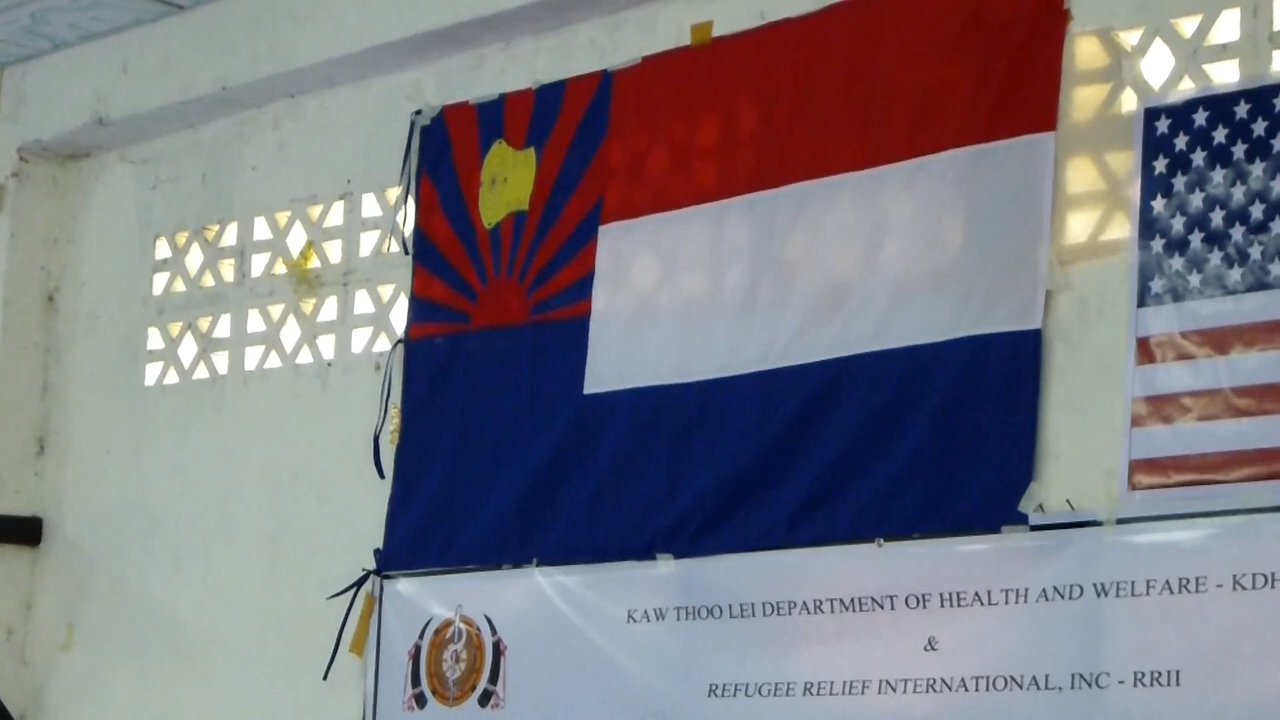 KAW THOO LEI DEPARTMENT OF HEALTH AND WELFARE - KDH
&
REFUGEE RELIEF INTERNATIONAL, INC - RRII